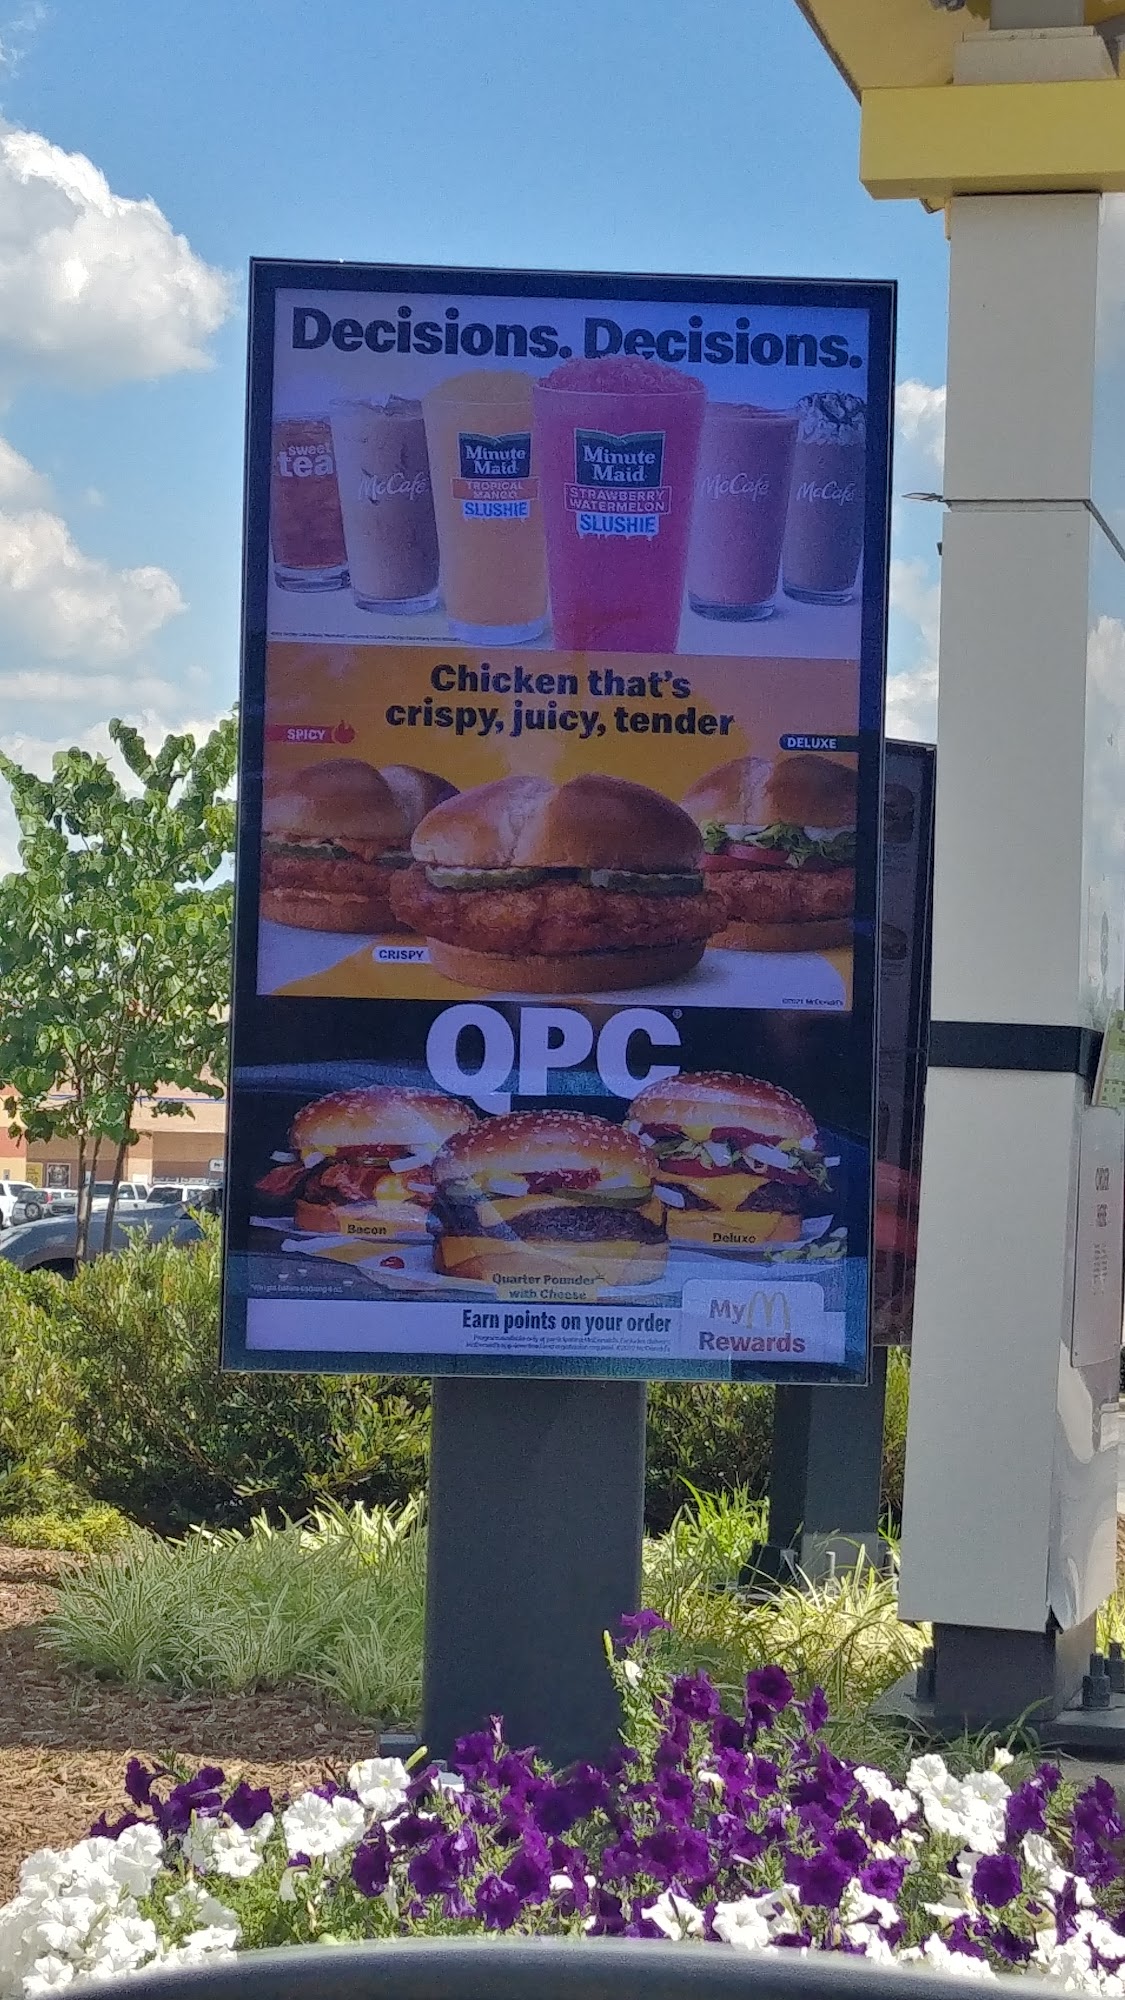 Decisions. Decisions.
sweet
tea
McCafé
Minute
Maid
TROPICAL
MANGO
SLUSHIE
Minute
Maid
STRAWBERRY
WATERMELON
SLUSHIE
McCafé
McCafé
Chicken that's
crispy, juicy, tender
SPICY
DELUXE
CRISPY
©2021 McDonald's
QPC®
Bacon
Deluxe
Quarter Pounder
with Cheese
Earn points on your order
My
Rewards